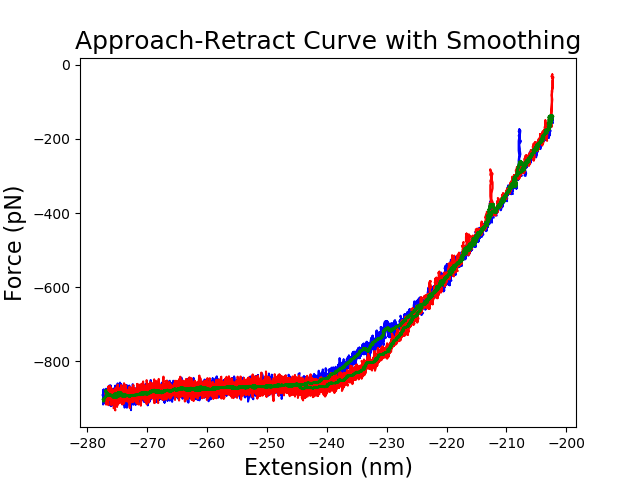 Approach-Retract Curve with Smoothing
0
−200
−400
−600
−800
Force (pN)
−280 −270 −260 −250 −240 −230 −220 −210 −200
Extension (nm)